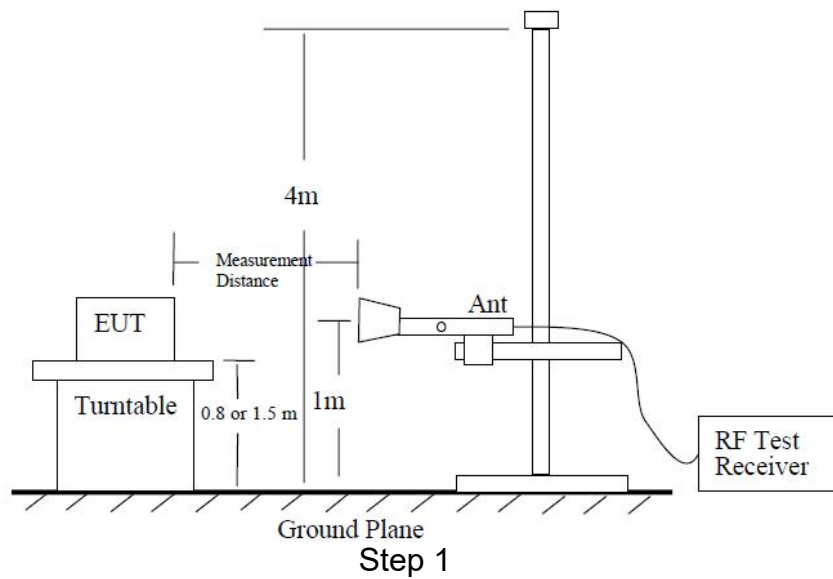 4m
Measurement
Distance
Ant
EUT
Turntable
0.8 or 1.5 m
1m
RF Test
Receiver
Ground Plane
Step 1